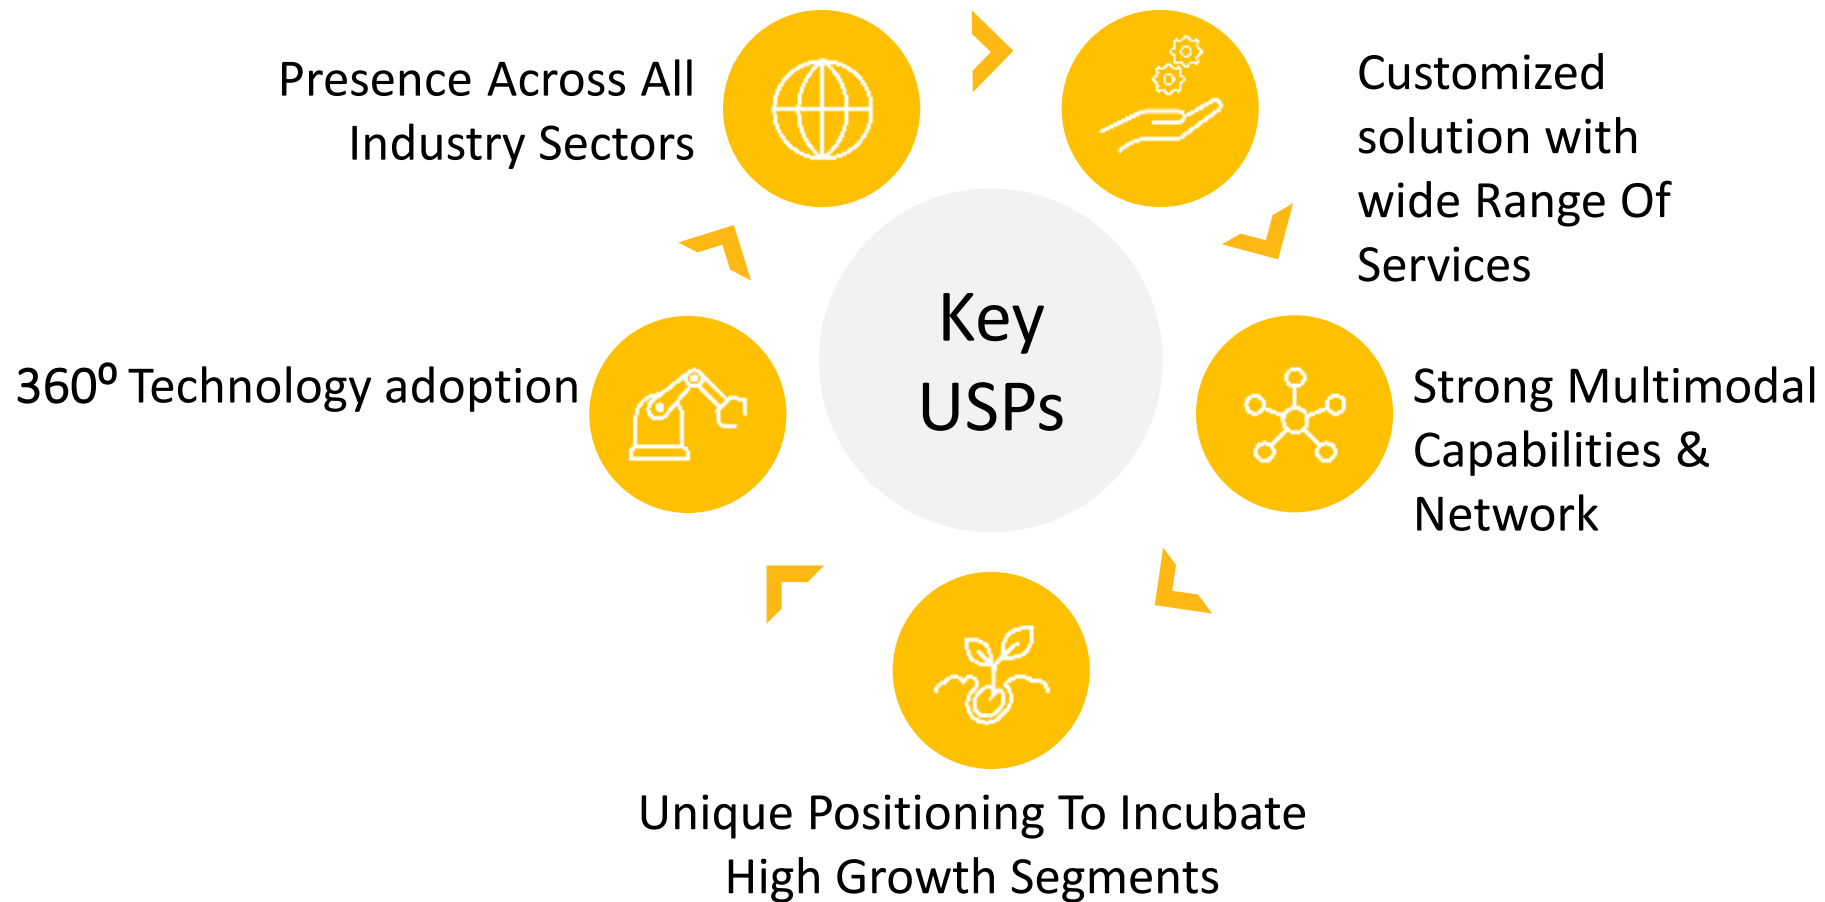 Presence Across All
Industry Sectors
Customized
solution with
wide Range Of
Services
Key
USPs
360⁰ Technology adoption
Strong Multimodal
Capabilities &
Network
Unique Positioning To Incubate
High Growth Segments